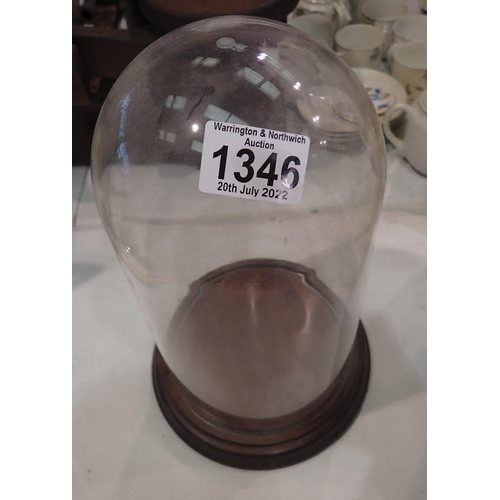 Warrington & Northwich
Auction
1346
20th July 2022